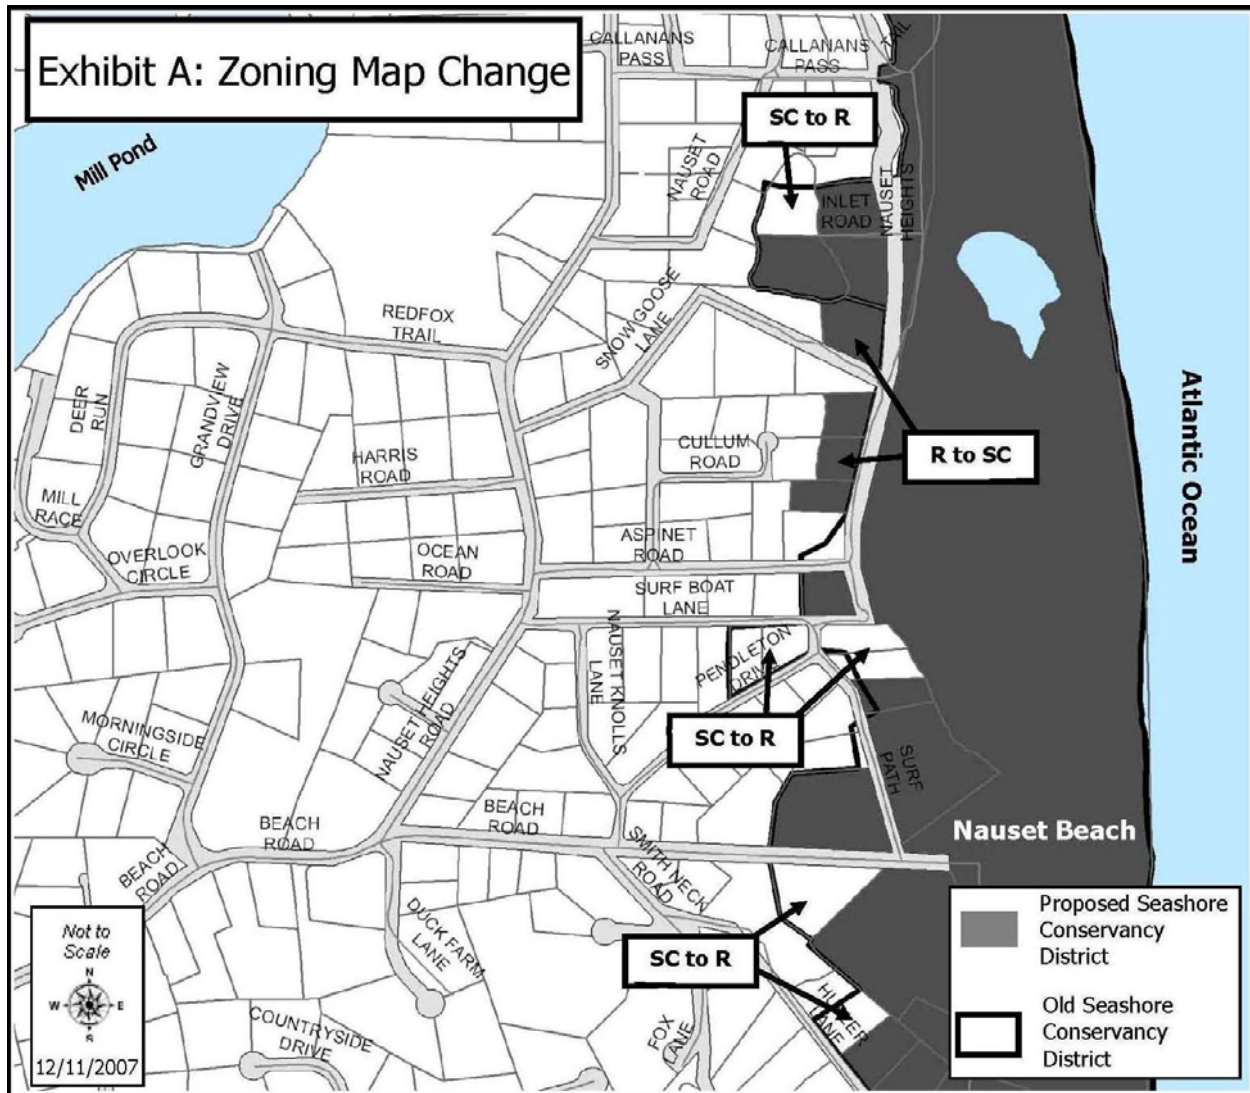 Exhibit A: Zoning Map Change
CALLANANS
PASS
CALLANANS
PASS
TRAIL
SC to R
Mill Pond
NAUSET
ROAD
INLET
ROAD
NAUSET
HEIGHTS
REDFOX
TRAIL
SNOW GOOSE
LANE
DEER
RUN
GRANDVIEW
DRIVE
Atlantic Ocean
CULLUM
ROAD
R to SC
HARRIS
ROAD
MILL
RACE
OVERLOOK
CIRCLE
OCEAN
ROAD
ASPINET
ROAD
SURF BOAT
LANE
NAUSET KNOLLS
LANE
PENDLETON
DRIVE
NAUSET HEIGHTS
ROAD
MORNINGSIDE
CIRCLE
SC to R
SURF
PATH
BEACH
ROAD
BEACH
ROAD
Nauset Beach
SMITH NECK
ROAD
BEACH
ROAD
DUCK FARM
LANE
SC to R
HUNTER
LANE
FOX
LANE
COUNTRYSIDE
DRIVE
Not to
Scale
N
W
E
S
12/11/2007
Proposed Seashore
Conservancy
District
Old Seashore
Conservancy
District